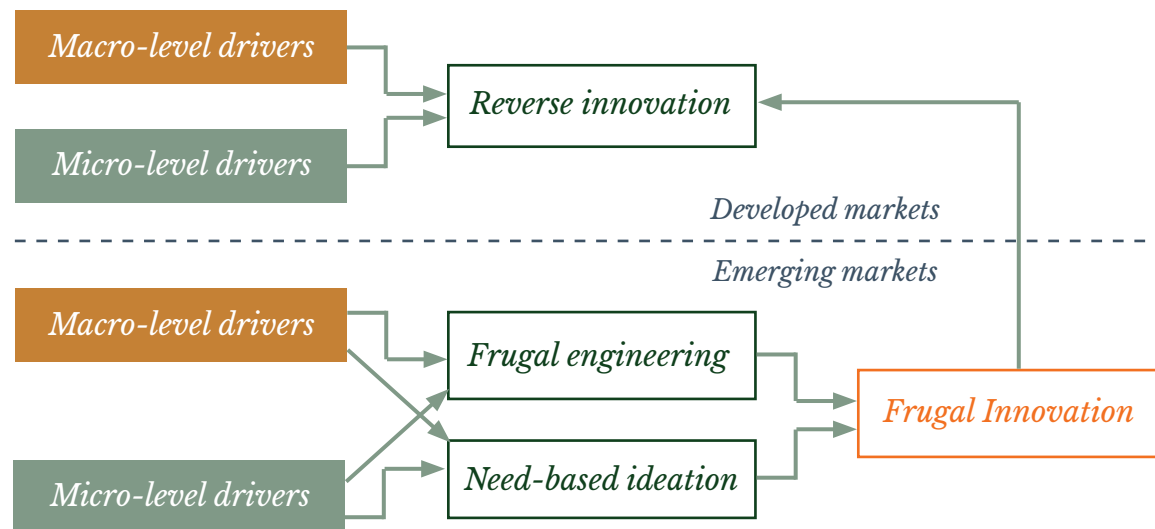 Macro-level drivers
Reverse innovation
Micro-level drivers
Developed markets
Emerging markets
Macro-level drivers
Frugal engineering
Frugal Innovation
Need-based ideation
Micro-level drivers